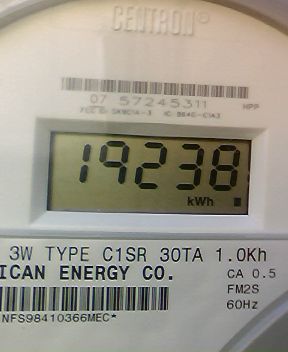 CENTRON®
07 57245311
HPP
19238
kWh
3W TYPE C1SR 30TA 1.0Kh
ICAN ENERGY CO.
CA 0.5
FM2S
60Hz
NFS98410366MEC*